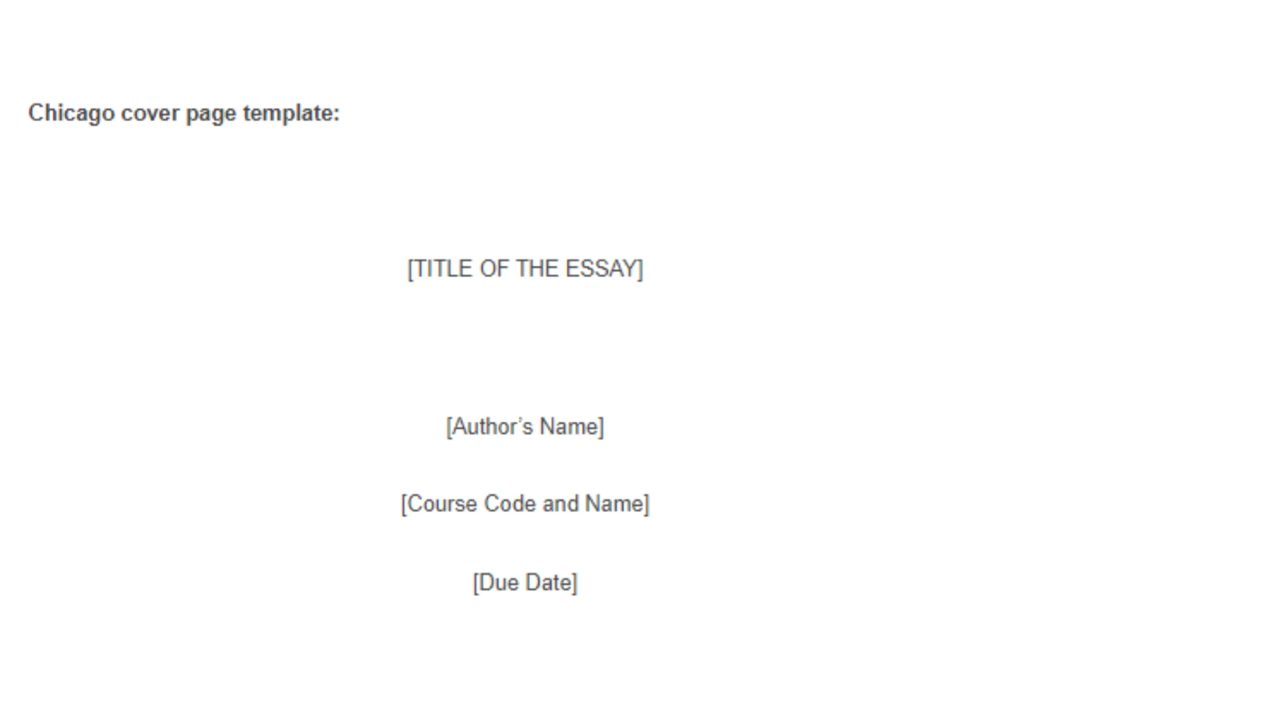 Chicago cover page template:
[TITLE OF THE ESSAY]
[Author’s Name]
[Course Code and Name]
[Due Date]